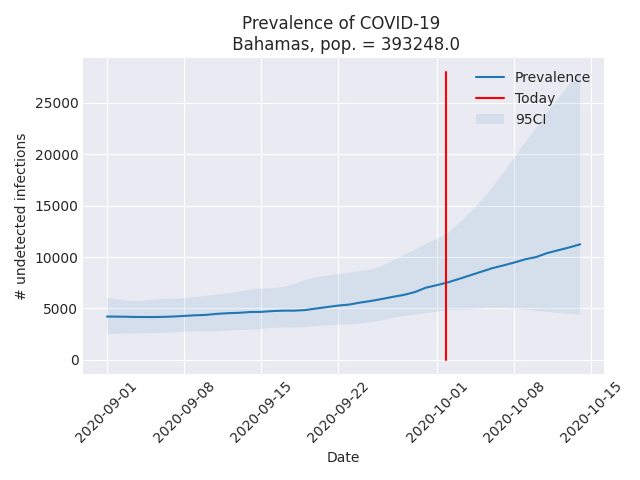 Prevalence of COVID-19
Bahamas, pop. = 393248.0
Prevalence
Today
95CI
# undetected infections
25000
20000
15000
10000
5000
0
2020-09-01
2020-09-08
2020-09-15
2020-09-22
2020-10-01
2020-10-08
2020-10-15
Date